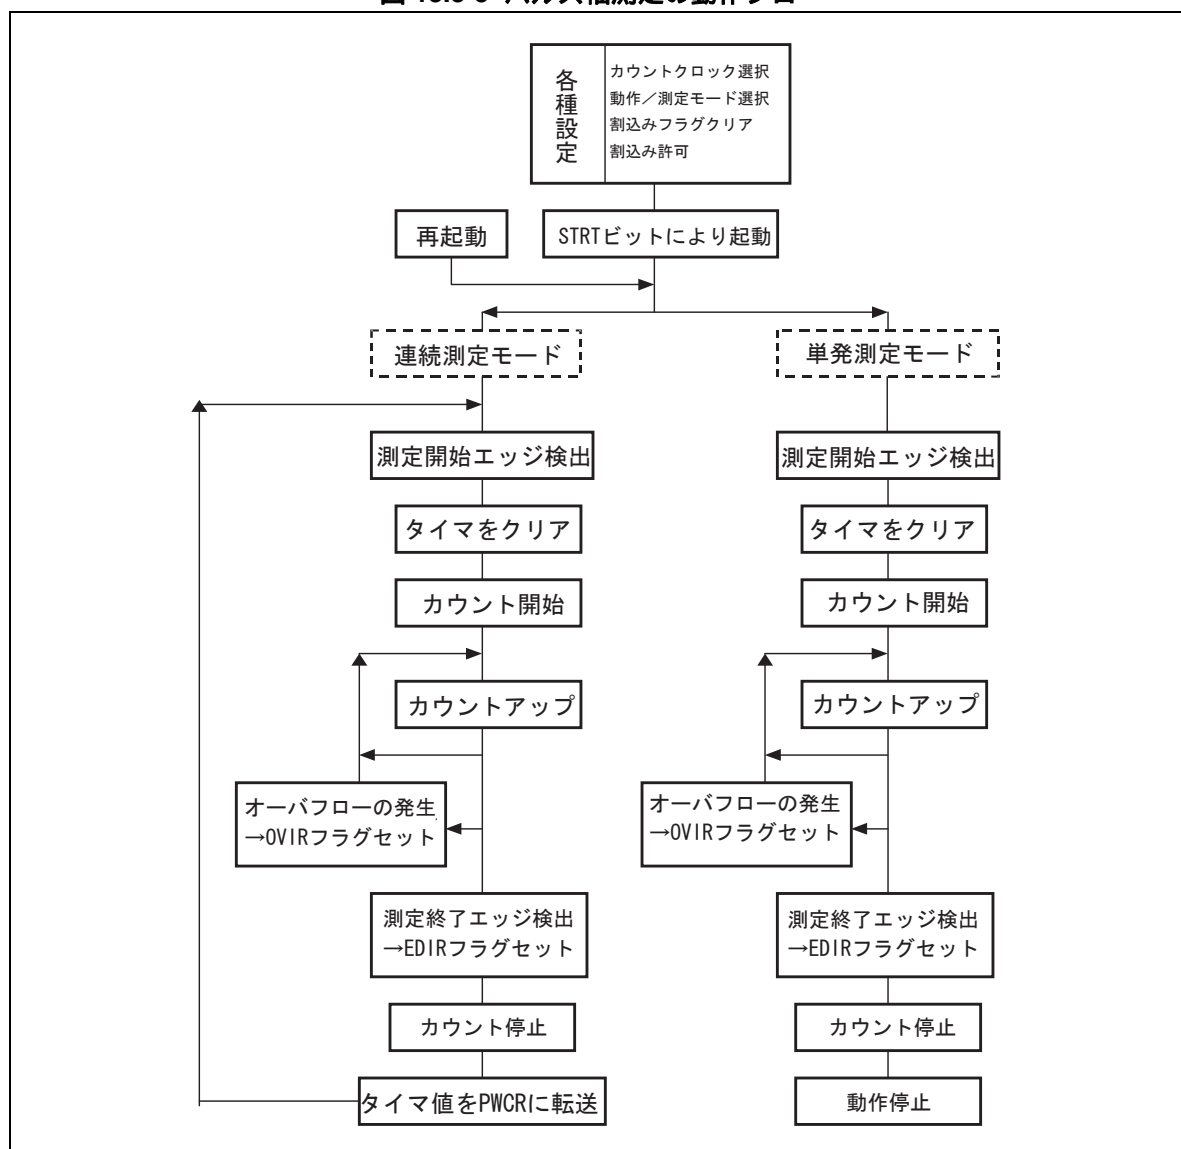 各種設定
カウントクロック選択
動作／測定モード選択
割込みフラグクリア
割込み許可
再起動
STRTビットにより起動
連続測定モード
単発測定モード
測定開始エッジ検出
測定開始エッジ検出
タイマをクリア
タイマをクリア
カウント開始
カウント開始
カウントアップ
カウントアップ
オーバフローの発生
→OVIRフラグセット
オーバフローの発生
→OVIRフラグセット
測定終了エッジ検出
→EDIRフラグセット
測定終了エッジ検出
→EDIRフラグセット
カウント停止
カウント停止
タイマ値をPWCRに転送
動作停止